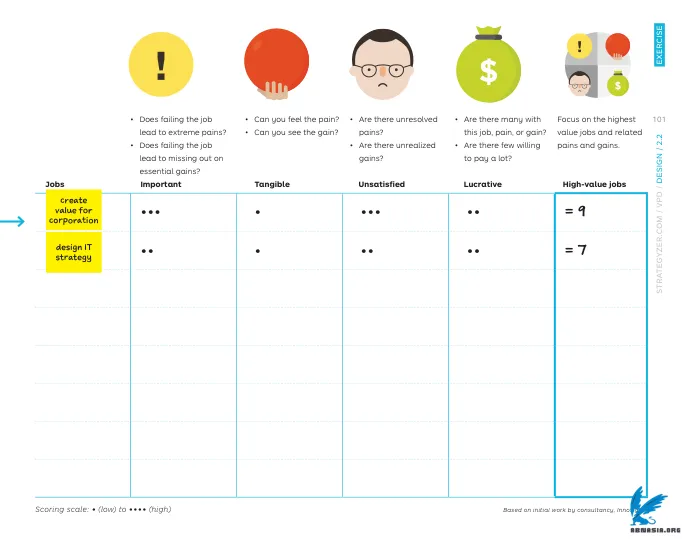 EXERCISE
101
STRATEGYZER.COM / VPD / DESIGN / 2.2
!
$
!
$
• Does failing the job
lead to extreme pains?
• Does failing the job
lead to missing out on
essential gains?
• Can you feel the pain?
• Can you see the gain?
• Are there unresolved
pains?
• Are there unrealized
gains?
• Are there many with
this job, pain, or gain?
• Are there few willing
to pay a lot?
Focus on the highest
value jobs and related
pains and gains.
Jobs
Important
Tangible
Unsatisfied
Lucrative
High-value jobs
create
value for
corporation
•••
•
•••
••
= 9
design IT
strategy
••
•
••
••
= 7
Scoring scale: • (low) to •••• (high)
Based on initial work by consultancy,
ABMASIA.ORG